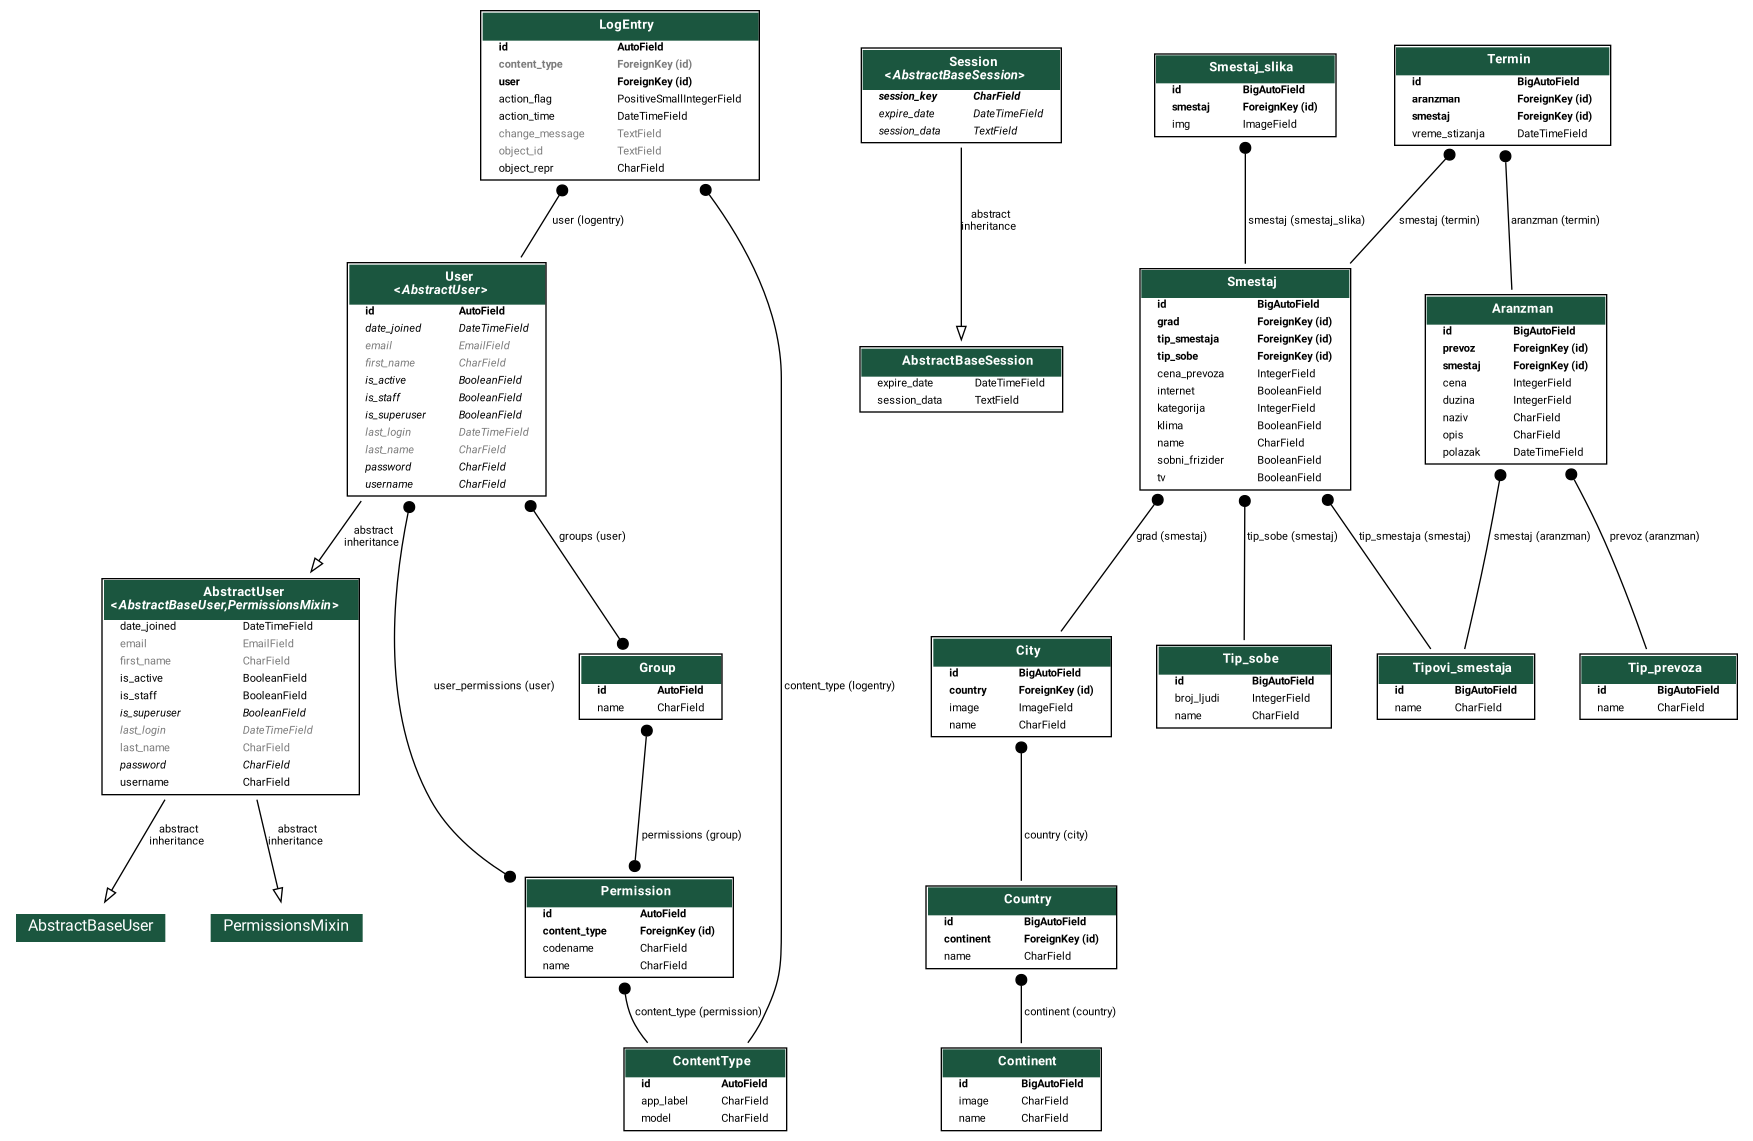 LogEntry
id AutoField
content_type ForeignKey (id)
user ForeignKey (id)
action_flag PositiveSmallIntegerField
action_time DateTimeField
change_message TextField
object_id TextField
object_repr CharField
Session
<AbstractBaseSession>
session_key CharField
expire_date DateTimeField
session_data TextField
Smestaj_slika
id BigAutoField
smestaj ForeignKey (id)
img ImageField
Termin
id BigAutoField
aranzman ForeignKey (id)
smestaj ForeignKey (id)
vreme_stizanja DateTimeField
user (logentry)
abstract
inheritance
smestaj (smestaj_slika)
smestaj (termin)
aranzman (termin)
User
<AbstractUser>
id AutoField
date_joined DateTimeField
email EmailField
first_name CharField
is_active BooleanField
is_staff BooleanField
is_superuser BooleanField
last_login DateTimeField
last_name CharField
password CharField
username CharField
AbstractBaseSession
expire_date DateTimeField
session_data TextField
Smestaj
id BigAutoField
grad ForeignKey (id)
tip_smestaja ForeignKey (id)
tip_sobe ForeignKey (id)
cena_prevoza IntegerField
internet BooleanField
kategorija IntegerField
klima BooleanField
name CharField
sobni_frizider BooleanField
tv BooleanField
Aranzman
id BigAutoField
prevoz ForeignKey (id)
smestaj ForeignKey (id)
cena IntegerField
duzina IntegerField
naziv CharField
opis CharField
polazak DateTimeField
abstract
inheritance
groups (user)
grad (smestaj)
tip_sobe (smestaj)
tip_smestaja (smestaj)
smestaj (aranzman)
prevoz (aranzman)
AbstractUser
<AbstractBaseUser,PermissionsMixin>
date_joined DateTimeField
email EmailField
first_name CharField
is_active BooleanField
is_staff BooleanField
is_superuser BooleanField
last_login DateTimeField
last_name CharField
password CharField
username CharField
user_permissions (user)
Group
id AutoField
name CharField
content_type (logentry)
City
id BigAutoField
country ForeignKey (id)
image ImageField
name CharField
Tip_sobe
id BigAutoField
broj_ljudi IntegerField
name CharField
Tipovi_smestaja
id BigAutoField
name CharField
Tip_prevoza
id BigAutoField
name CharField
abstract
inheritance
abstract
inheritance
permissions (group)
country (city)
AbstractBaseUser
PermissionsMixin
Permission
id AutoField
content_type ForeignKey (id)
codename CharField
name CharField
Country
id BigAutoField
continent ForeignKey (id)
name CharField
content_type (permission)
continent (country)
ContentType
id AutoField
app_label CharField
model CharField
Continent
id BigAutoField
image CharField
name CharField